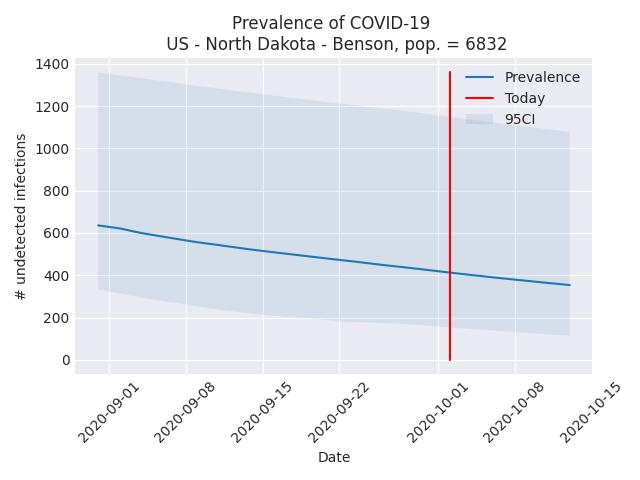 Prevalence of COVID-19
US - North Dakota - Benson, pop. = 6832
# undetected infections
1400
1200
1000
800
600
400
200
0
Prevalence
Today
95CI
2020-09-01
2020-09-08
2020-09-15
2020-09-22
2020-10-01
2020-10-08
2020-10-15
Date